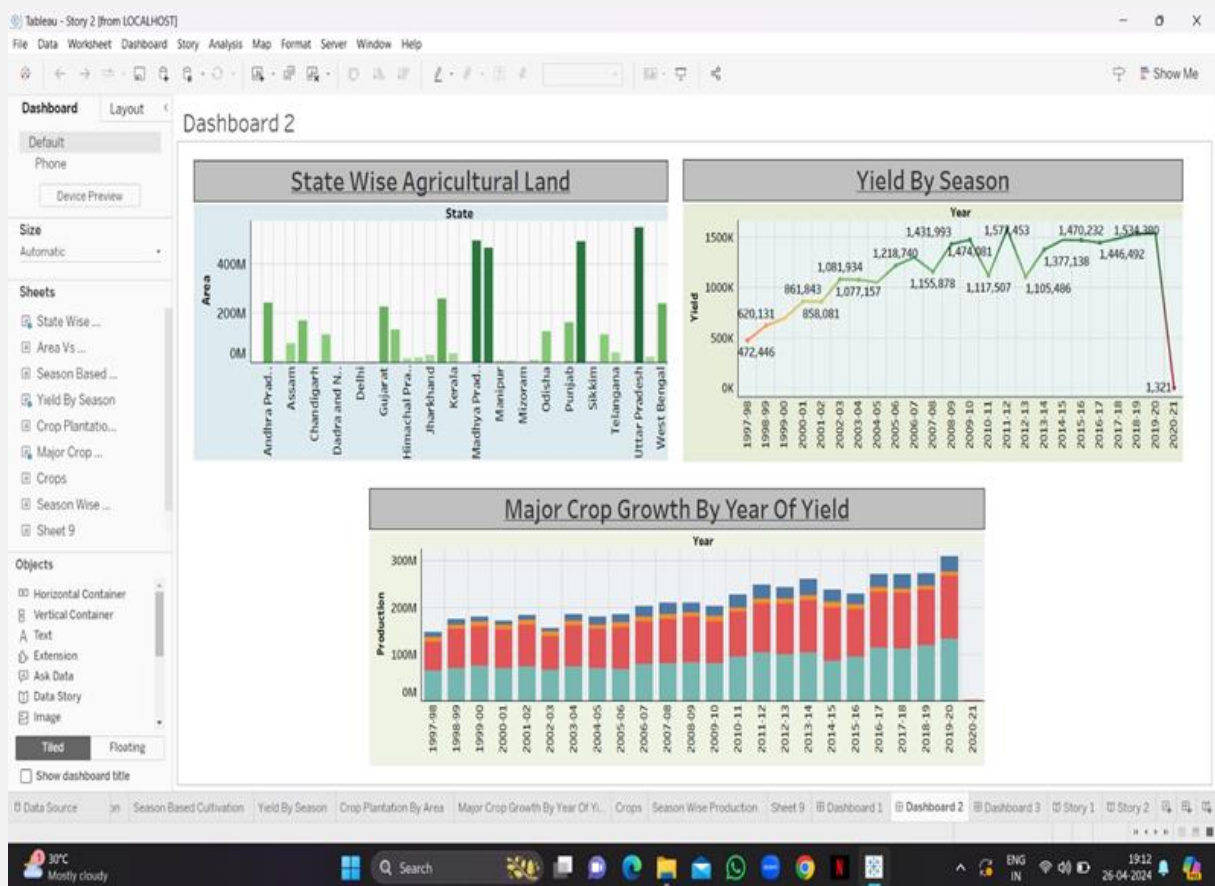 Tableau - Story 2 [from LOCALHOST]
File Data Worksheet Dashboard Story Analysis Map Format Server Window Help
Show Me
Dashboard Layout
Default
Phone
Device Preview
Size
Automatic
Sheets
State Wise ...
Area Vs ...
Season Based ...
Yield By Season
Crop Plantatio...
Major Crop ...
Crops
Season Wise ...
Sheet 9
Objects
Horizontal Container
Vertical Container
Text
Extension
Ask Data
Data Story
Image
Tiled Floating
Show dashboard title
Dashboard 2
State Wise Agricultural Land
State
Area
400M
200M
0M
Andhra Prad..
Assam
Chandigarh
Dadra and N..
Delhi
Gujarat
Himachal Pra..
Jharkhand
Kerala
Madhya Prad..
Manipur
Mizoram
Odisha
Punjab
Sikkim
Telangana
Uttar Pradesh
West Bengal
Yield By Season
Year
Yield
1500K
1000K
500K
0K
472,446
620,131
861,843
858,081
1,081,934
1,077,157
1,218,740
1,155,878
1,431,993
1,474,081
1,117,507
1,105,486
1,377,138
1,470,232
1,446,492
1,534,380
1,321
1997-98
1998-99
1999-00
2000-01
2001-02
2002-03
2003-04
2004-05
2005-06
2006-07
2007-08
2008-09
2009-10
2010-11
2011-12
2012-13
2013-14
2014-15
2015-16
2016-17
2017-18
2018-19
2019-20
2020-21
Major Crop Growth By Year Of Yield
Year
Production
300M
200M
100M
0M
1997-98
1998-99
1999-00
2000-01
2001-02
2002-03
2003-04
2004-05
2005-06
2006-07
2007-08
2008-09
2009-10
2010-11
2011-12
2012-13
2013-14
2014-15
2015-16
2016-17
2017-18
2018-19
2019-20
2020-21
Data Source on Season Based Cultivation Yield By Season Crop Plantation By Area Major Crop Growth By Year Of Yi... Crops Season Wise Production Sheet 9 Dashboard 1 Dashboard 2 Dashboard 3 Story 1 Story 2
30°C
Mostly cloudy
Search
ENG
IN
19:12
26-04-2024